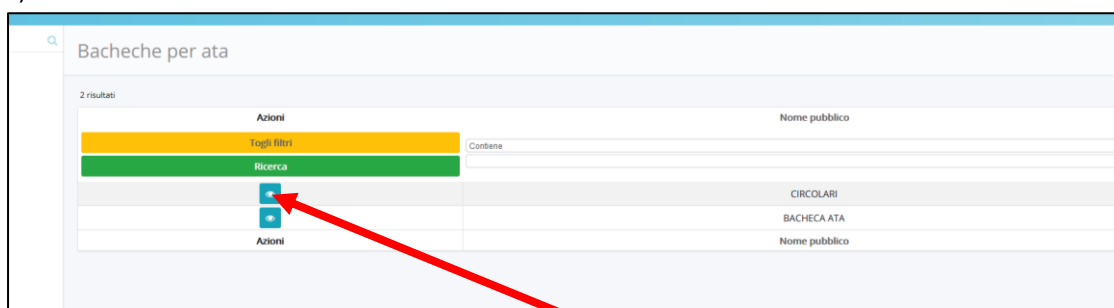 Bacheche per ata
2 risultati
Azioni Nome pubblico
Togli filtri
Contiene
Ricerca
CIRCOLARI
BACHECA ATA
Azioni Nome pubblico